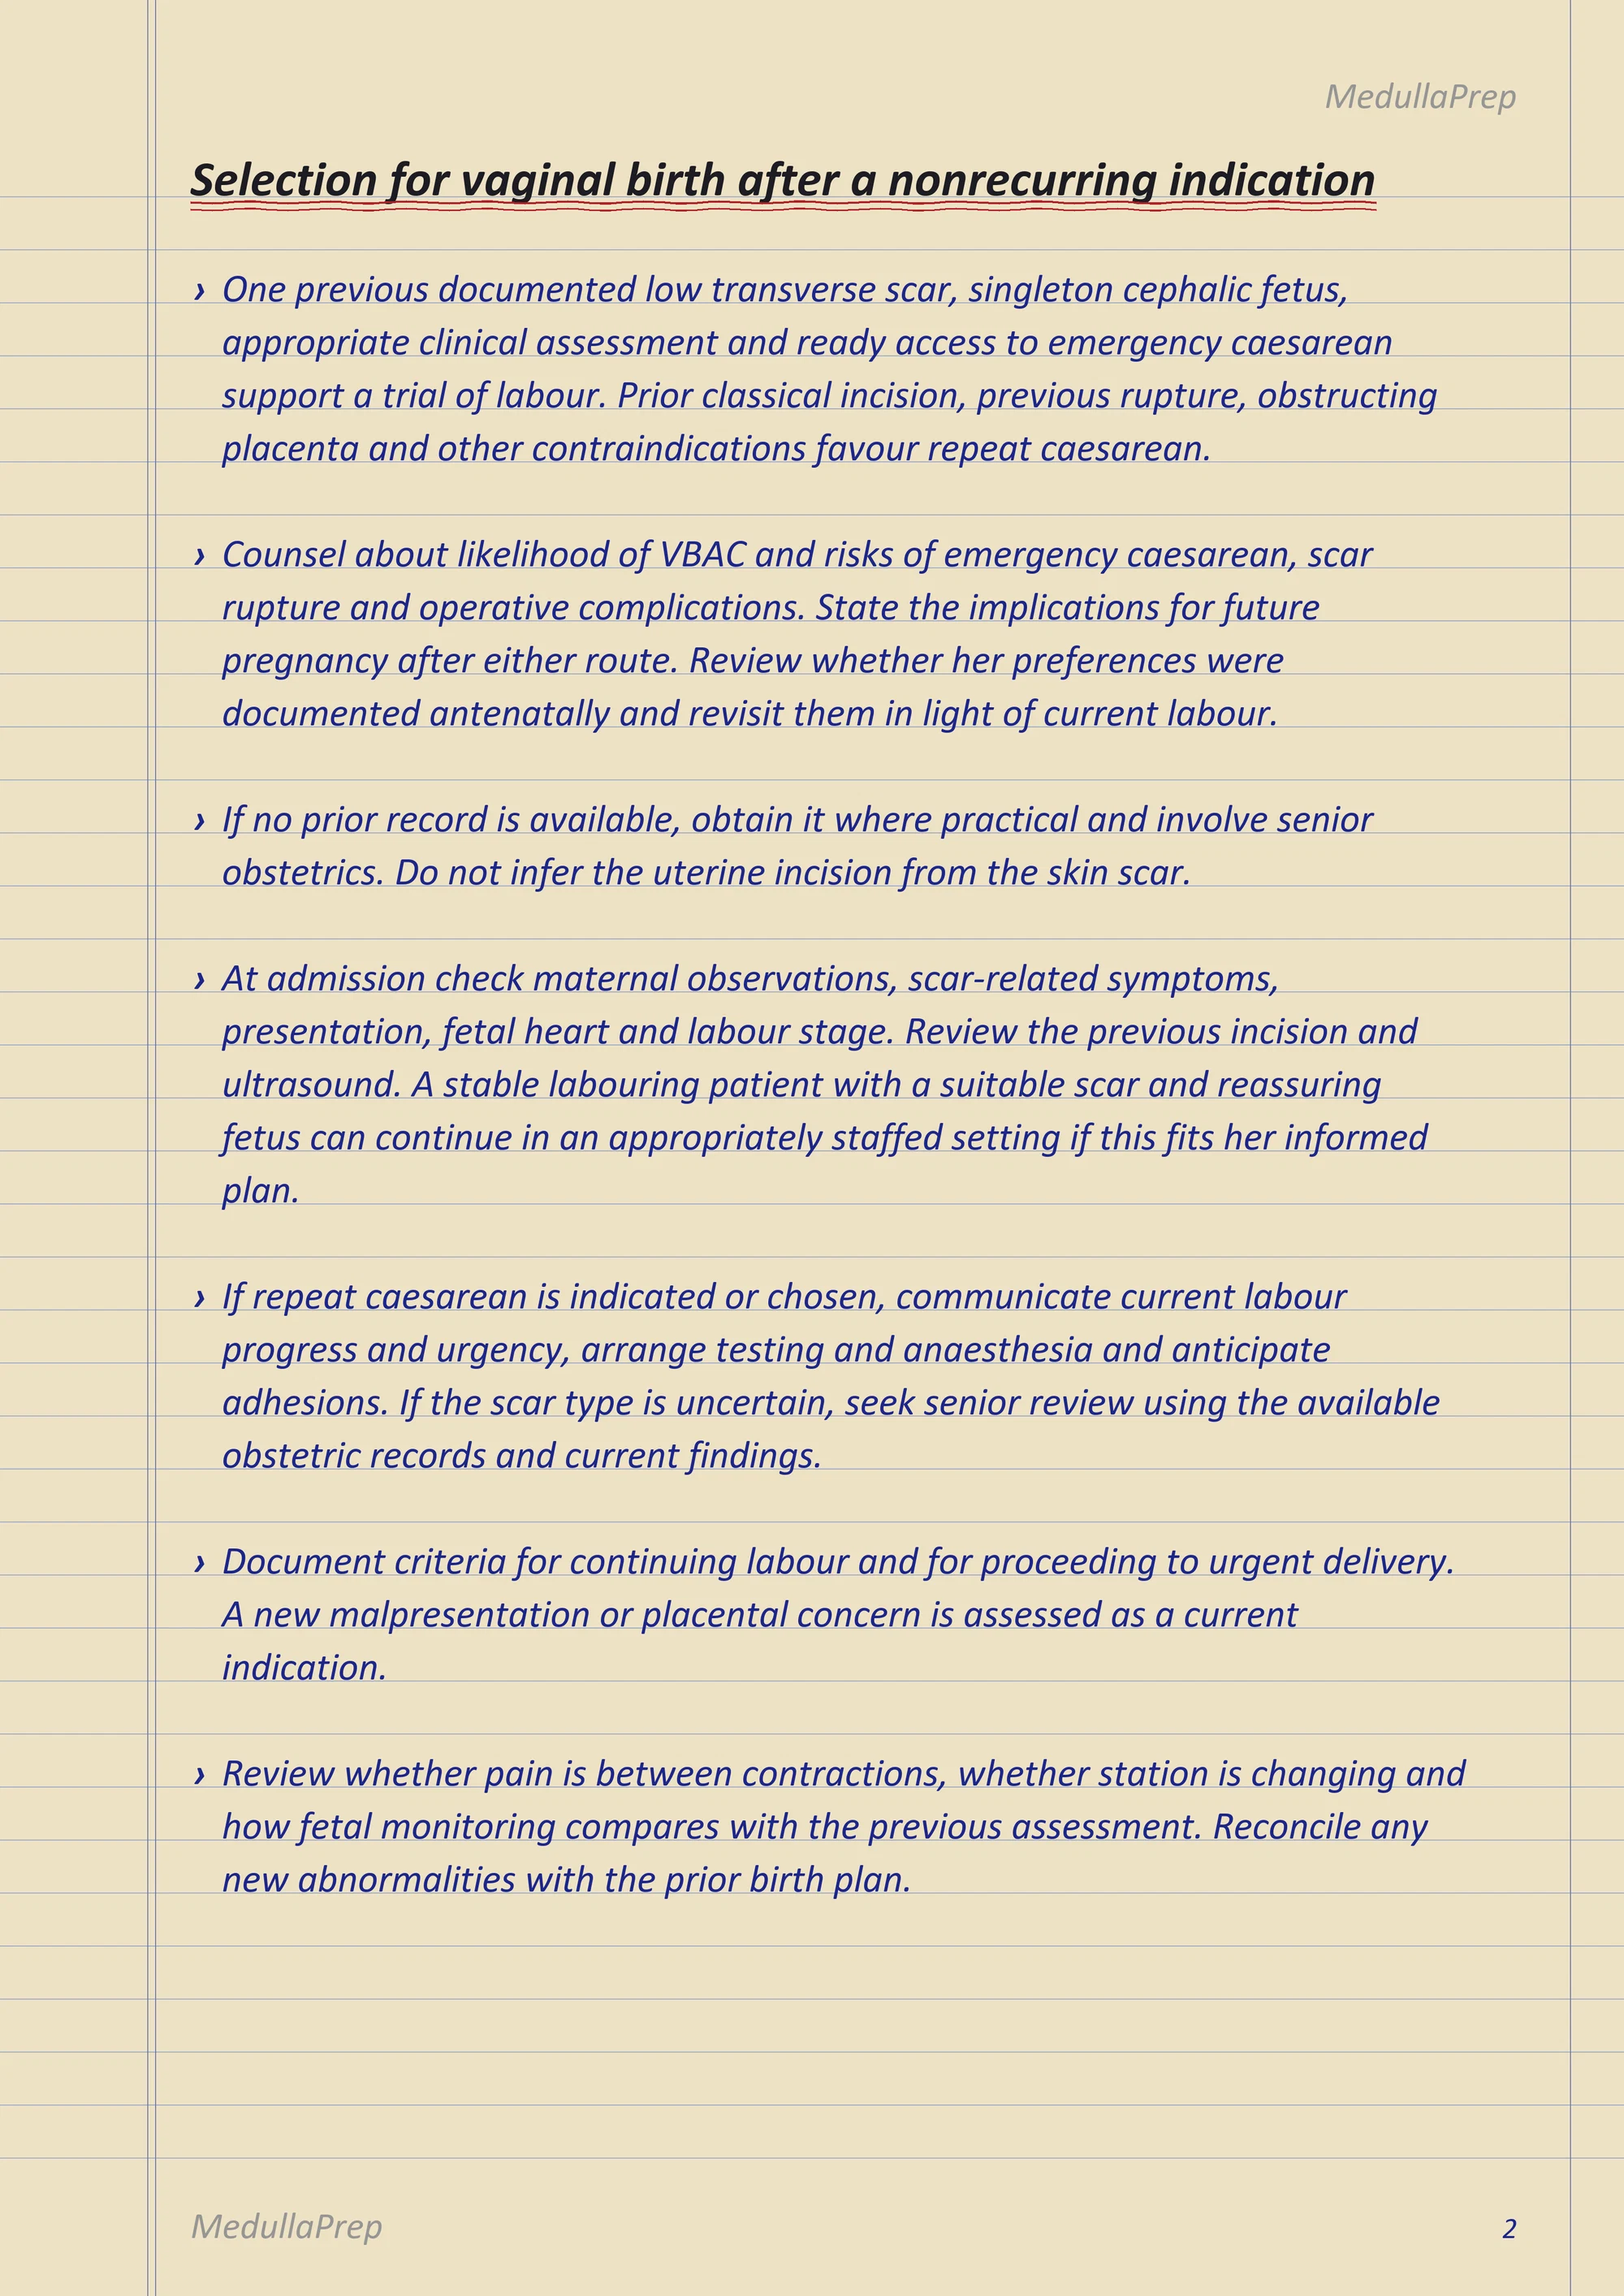 MedullaPrep
Selection for vaginal birth after a nonrecurring indication
› One previous documented low transverse scar, singleton cephalic fetus,
appropriate clinical assessment and ready access to emergency caesarean
support a trial of labour. Prior classical incision, previous rupture, obstructing
placenta and other contraindications favour repeat caesarean.
› Counsel about likelihood of VBAC and risks of emergency caesarean, scar
rupture and operative complications. State the implications for future
pregnancy after either route. Review whether her preferences were
documented antenatally and revisit them in light of current labour.
› If no prior record is available, obtain it where practical and involve senior
obstetrics. Do not infer the uterine incision from the skin scar.
› At admission check maternal observations, scar-related symptoms,
presentation, fetal heart and labour stage. Review the previous incision and
ultrasound. A stable labouring patient with a suitable scar and reassuring
fetus can continue in an appropriately staffed setting if this fits her informed
plan.
› If repeat caesarean is indicated or chosen, communicate current labour
progress and urgency, arrange testing and anaesthesia and anticipate
adhesions. If the scar type is uncertain, seek senior review using the available
obstetric records and current findings.
› Document criteria for continuing labour and for proceeding to urgent delivery.
A new malpresentation or placental concern is assessed as a current
indication.
› Review whether pain is between contractions, whether station is changing and
how fetal monitoring compares with the previous assessment. Reconcile any
new abnormalities with the prior birth plan.
MedullaPrep
2